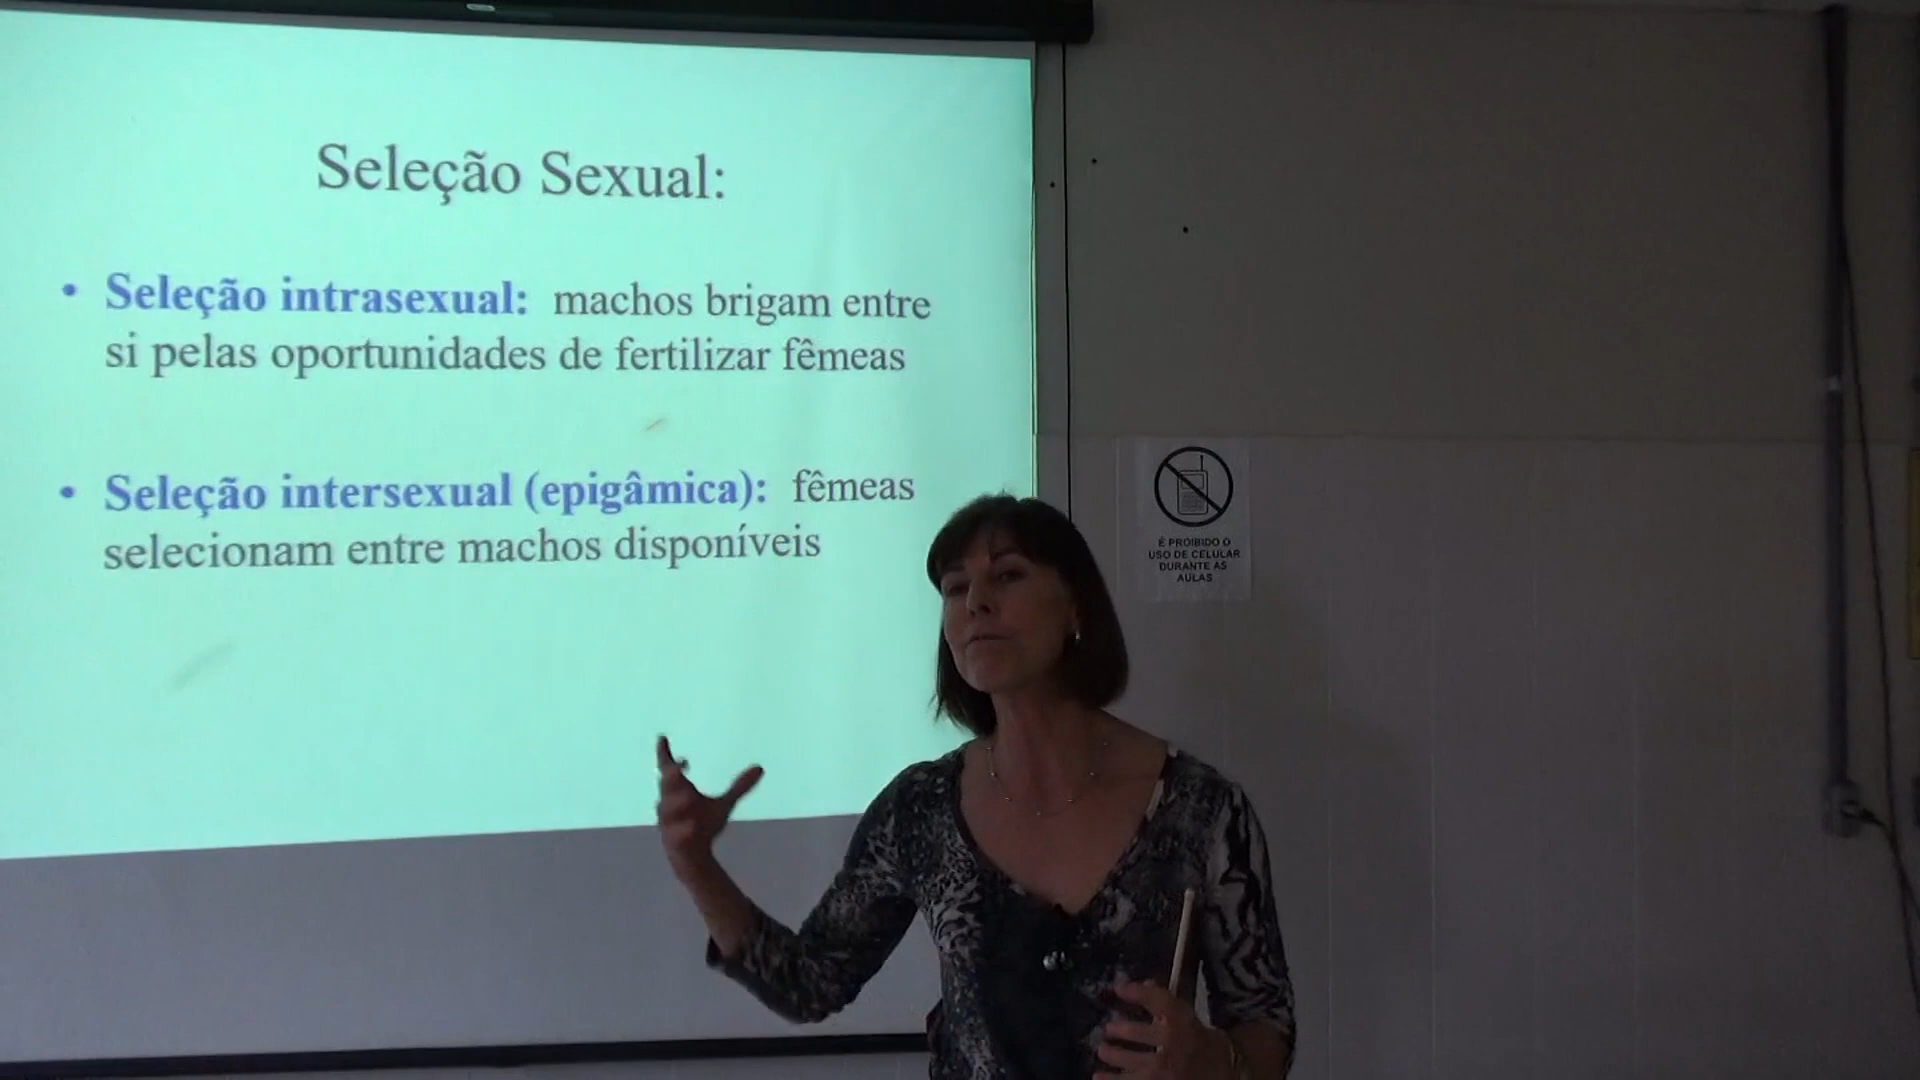 Seleção Sexual:
• Seleção intrasexual: machos brigam entre
si pelas oportunidades de fertilizar fêmeas
• Seleção intersexual (epigâmica): fêmeas
selecionam entre machos disponíveis
É PROIBIDO O
USO DE CELULAR
DURANTE AS
AULAS